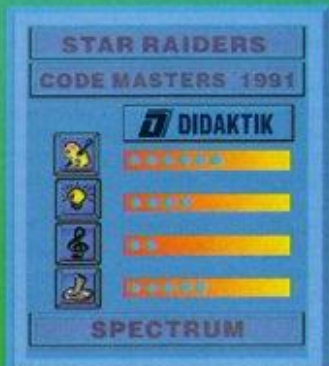 STAR RAIDERS
CODE MASTERS 1991
DIDAKTIK
SPECTRUM